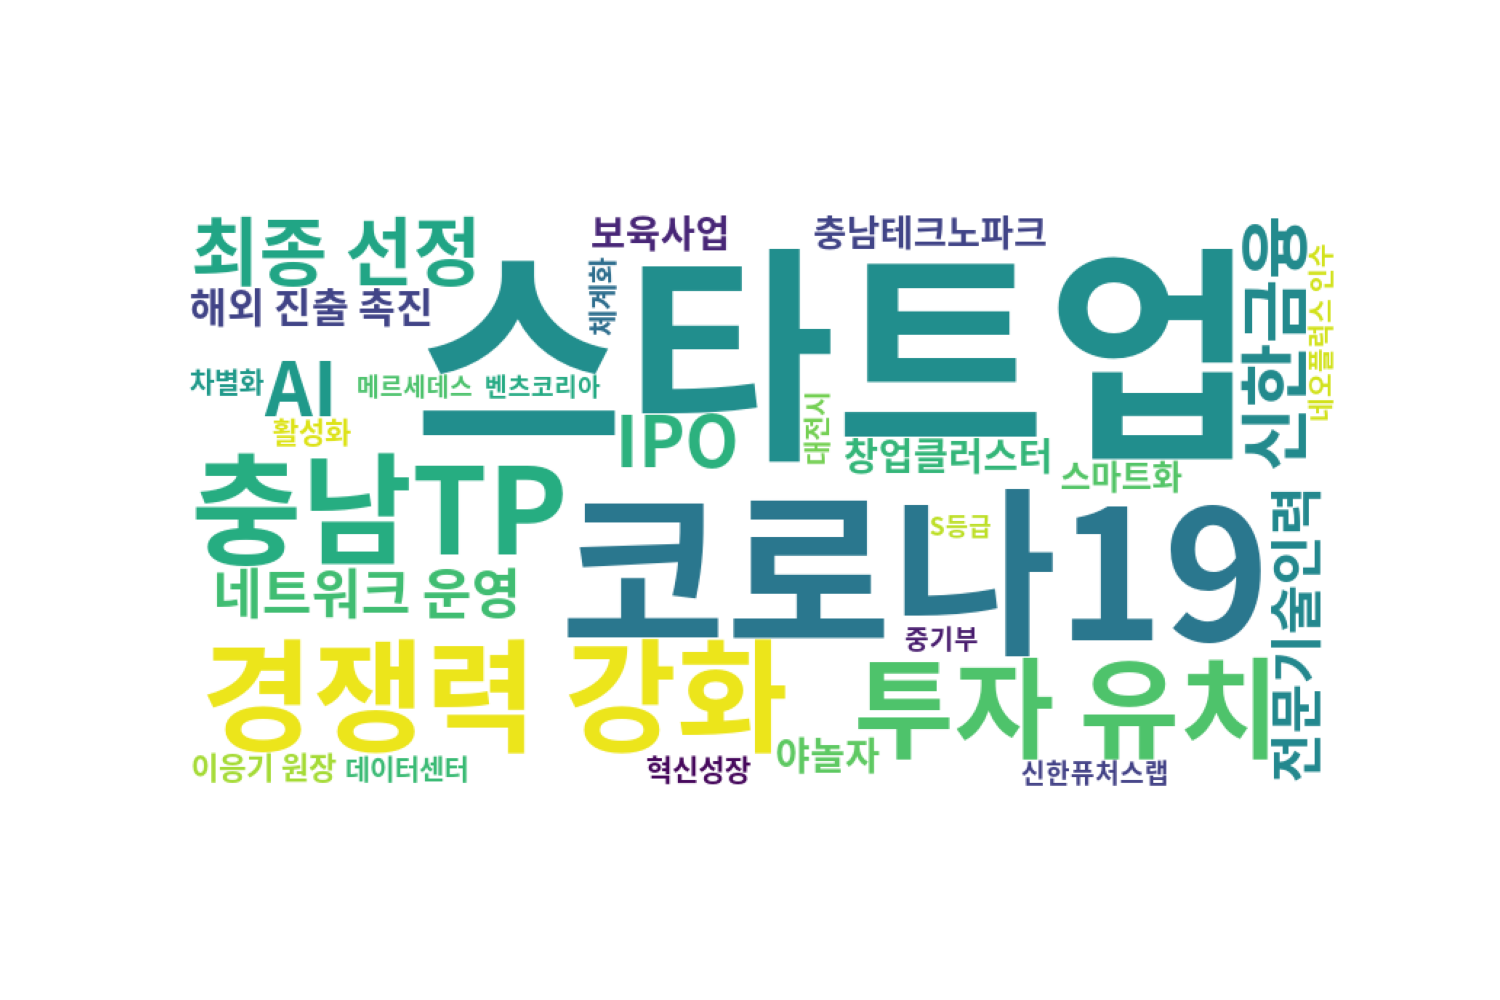 최종 선정
보육사업
충남테크노파크
해외 진출 촉진
체계화
스타트업
신한금융
네오플럭스 인수
차별화
AI
메르세데스 벤츠코리아
활성화
IPO
대전시
창업클러스터
스마트화
충남TP
코로나19
S등급
전문기술인력
네트워크 운영
중기부
경쟁력 강화
투자 유치
이응기 원장
데이터센터
혁신성장
야놀자
신한퓨처스랩